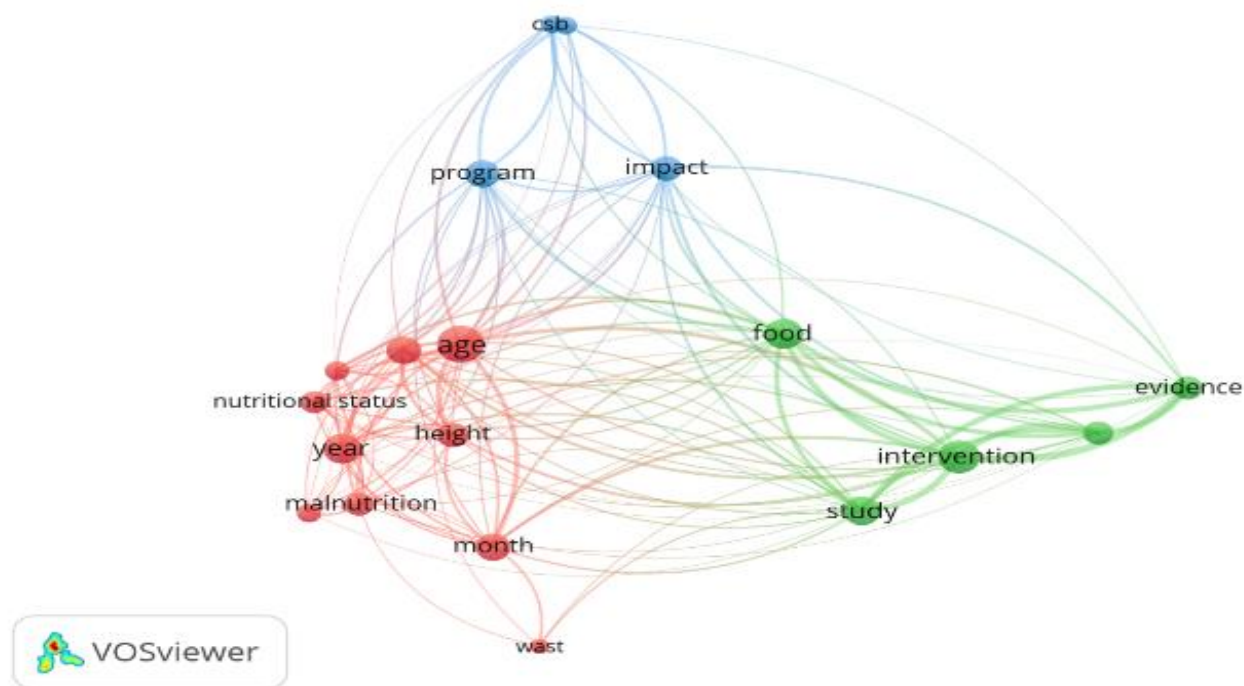 csb
program
impact
age
food
nutritional status
evidence
height
year
intervention
malnutrition
study
month
wast
VOSviewer